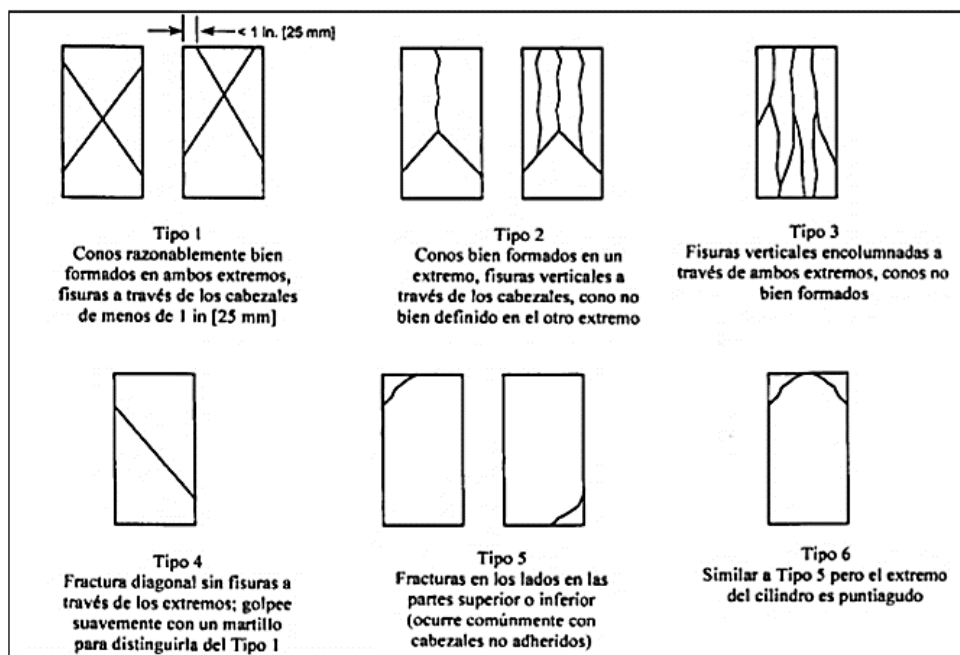 < 1 in. [25 mm]
Tipo 1
Conos razonablemente bien
formados en ambos extremos,
fisuras a través de los cabezales
de menos de 1 in [25 mm]
Tipo 2
Conos bien formados en un
extremo, fisuras verticales a
través de los cabezales, cono no
bien definido en el otro extremo
Tipo 3
Fisuras verticales encolumnadas a
través de ambos extremos, conos no
bien formados
Tipo 4
Fractura diagonal sin fisuras a
través de los extremos; golpee
suavemente con un martillo
para distinguirla del Tipo 1
Tipo 5
Fracturas en los lados en las
partes superior o inferior
(ocurre comúnmente con
cabezales no adheridos)
Tipo 6
Similar a Tipo 5 pero el extremo
del cilindro es puntiagudo